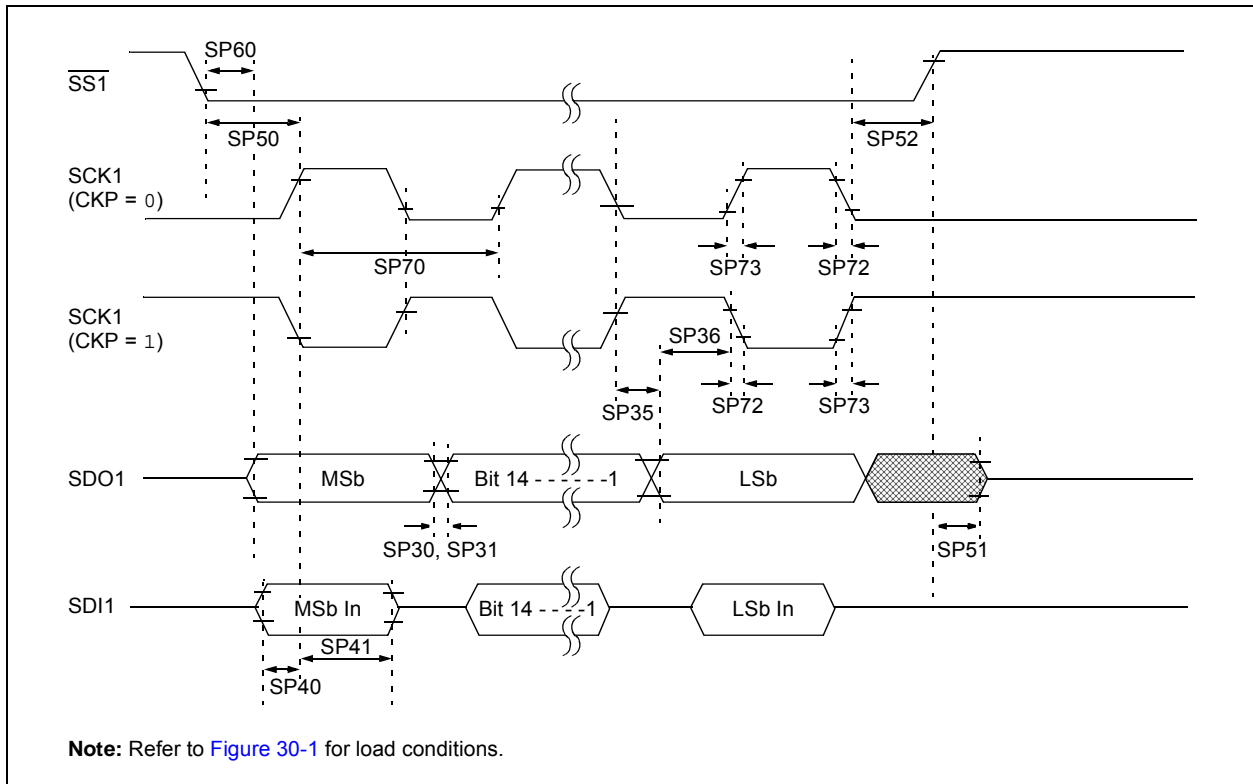 SP60
SS1
SP50
SP52
SCK1
(CKP = 0)
SP70
SP73
SP72
SCK1
(CKP = 1)
SP36
SP35
SP72
SP73
SDO1
MSb
Bit 14 - - - - - -1
LSb
SP30, SP31
SP51
SDI1
MSb In
Bit 14 - - - -1
LSb In
SP41
SP40
Note: Refer to Figure 30-1 for load conditions.